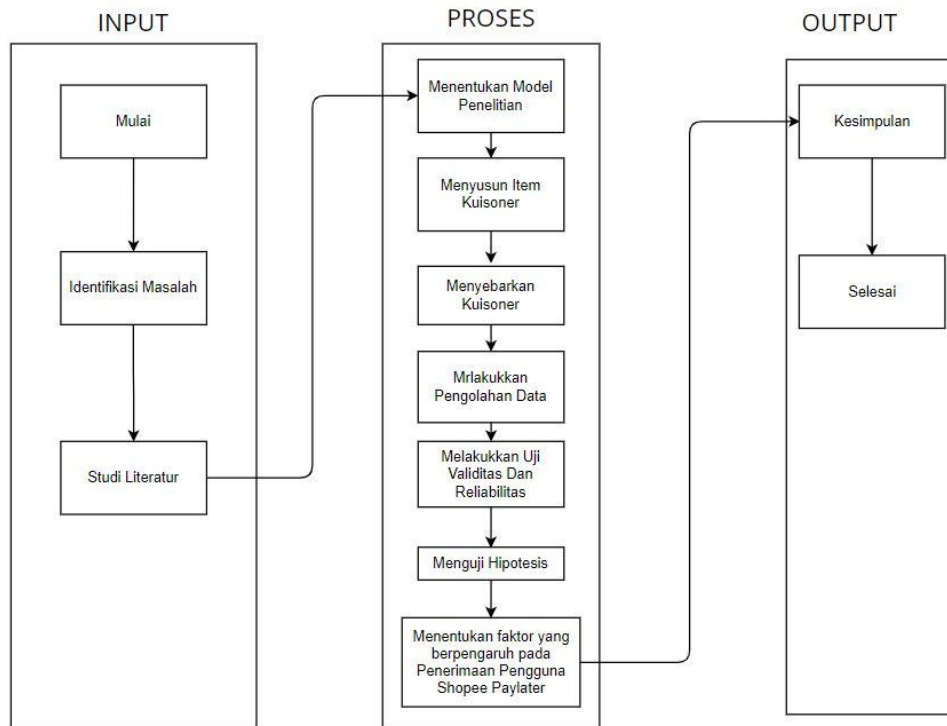 INPUT
Mulai
Identifikasi Masalah
Studi Literatur
PROSES
Menentukan Model
Penelitian
Menyusun Item
Kuisoner
Menyebarkan
Kuisoner
Mrlakukkan
Pengolahan Data
Melakukkan Uji
Validitas Dan
Reliabilitas
Menguji Hipotesis
Menentukan faktor yang
berpengaruh pada
Penerimaan Pengguna
Shopee Paylater
OUTPUT
Kesimpulan
Selesai